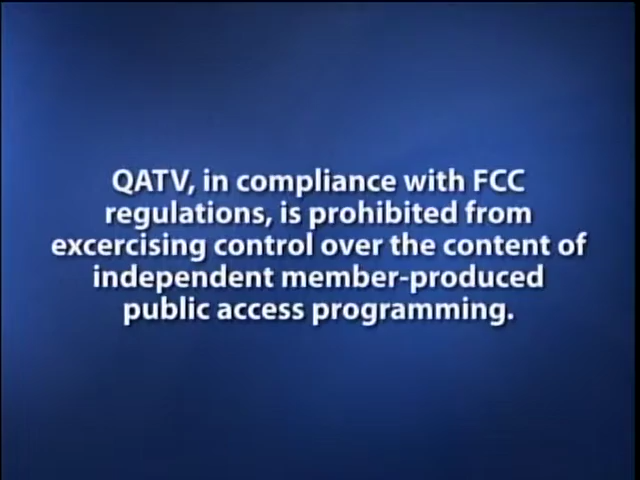 QATV, in compliance with FCC
regulations, is prohibited from
excercising control over the content of
independent member-produced
public access programming.